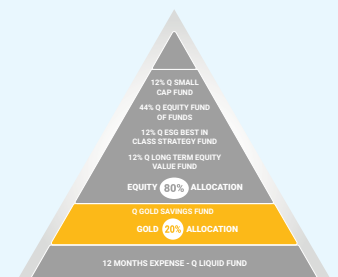 12% Q SMALL
CAP FUND
44% Q EQUITY FUND
OF FUNDS
12% Q ESG BEST IN
CLASS STRATEGY FUND
12% Q LONG TERM EQUITY
VALUE FUND
EQUITY 80% ALLOCATION
Q GOLD SAVINGS FUND
GOLD 20% ALLOCATION
12 MONTHS EXPENSE - Q LIQUID FUND